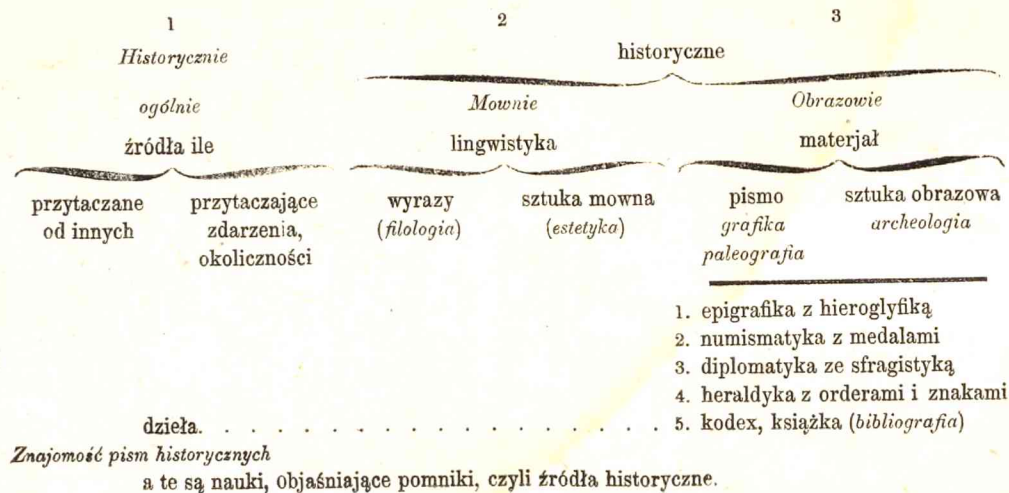 1 2 3
Historycznie historyczne
ogólnie Mownie Obrazowie
źródła ile lingwistyka materjał
przytaczane przytaczające wyrazy sztuka mowna pismo sztuka obrazowa
od innych zdarzenia, (filologia) (estetyka) grafika archeologia
okoliczności paleografia
1. epigrafika z hieroglyfiką
2. numismatyka z medalami
3. diplomatyka ze sfragistyką
4. heraldyka z orderami i znakami
dzieła. . . . . . . . . . . . . . . . . . . 5. kodex, książka (bibliografia)
Znajomość pism historycznych
a te są nauki, objaśniające pomniki, czyli źródła historyczne.